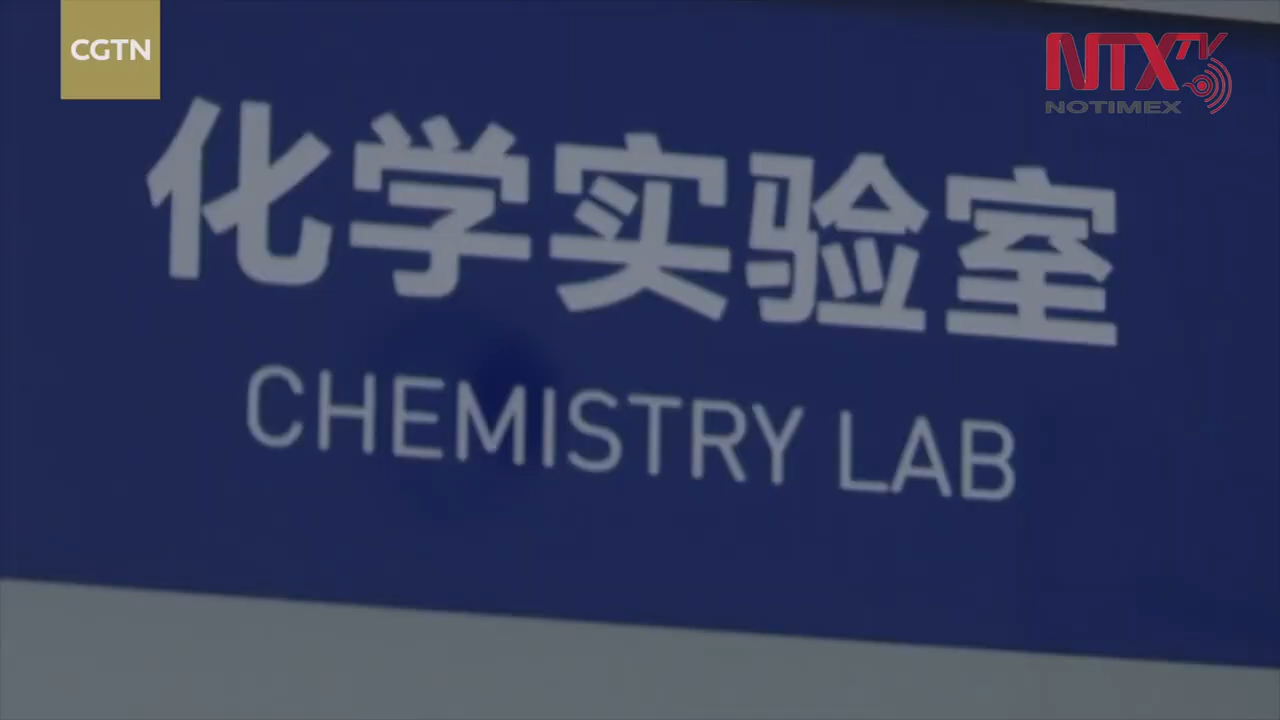 CGTN
NTX TV
NOTIMEX
化学实验室
CHEMISTRY LAB